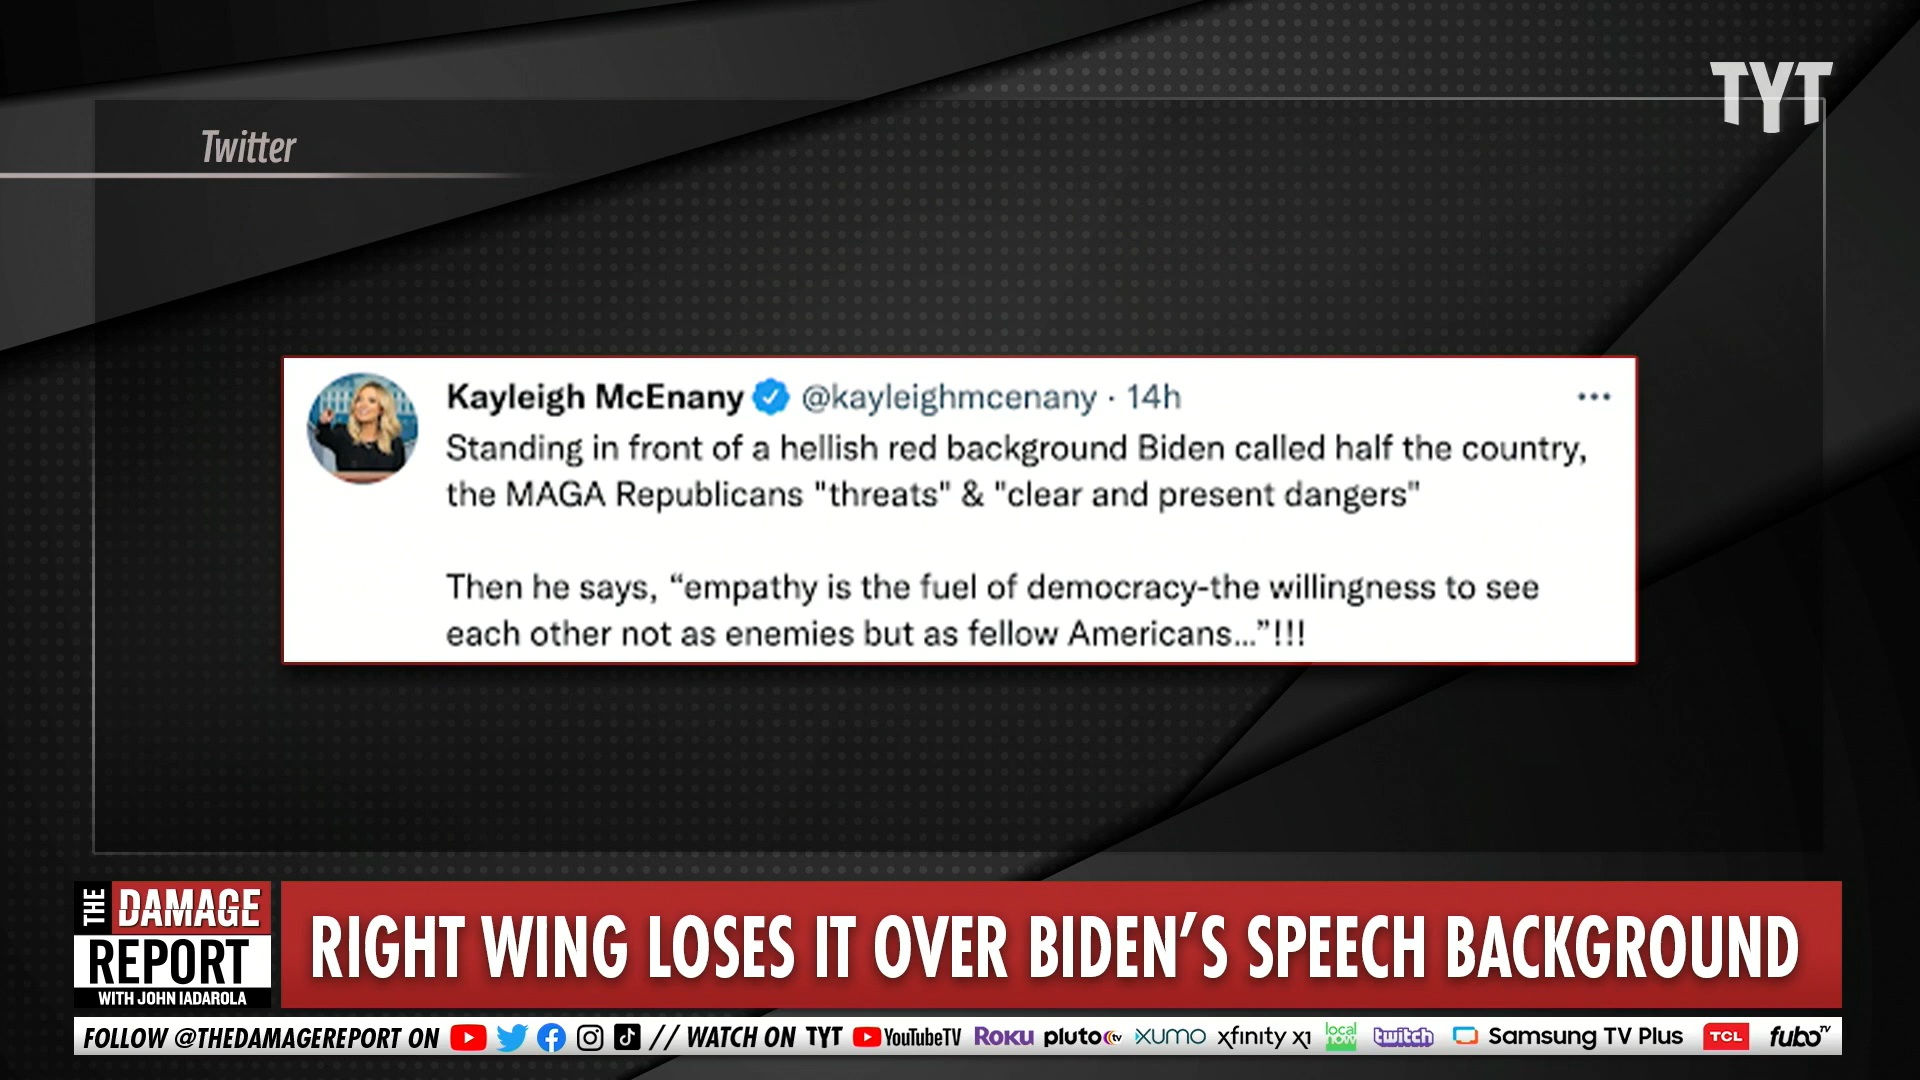 TYT
Twitter
Kayleigh McEnany @kayleighmcenany · 14h
Standing in front of a hellish red background Biden called half the country,
the MAGA Republicans "threats" & "clear and present dangers"
Then he says, “empathy is the fuel of democracy-the willingness to see
each other not as enemies but as fellow Americans...”!!!
THE DAMAGE
REPORT
WITH JOHN IADAROLA
RIGHT WING LOSES IT OVER BIDEN’S SPEECH BACKGROUND
FOLLOW @THEDAMAGEREPORT ON // WATCH ON TYT YouTubeTV ROKU pluto tv XUMO xfinity x1 local now twitch Samsung TV Plus TCL fubo TV